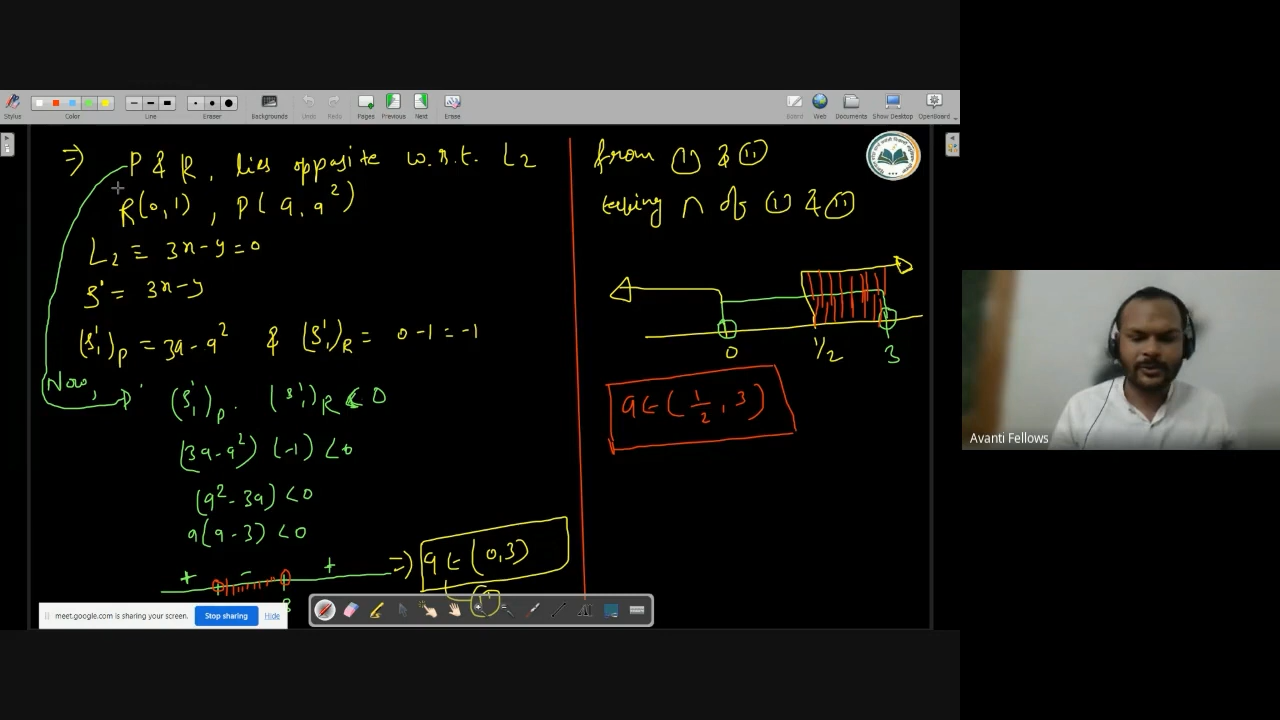 Stylus
Color
Line
Eraser
Backgrounds
Undo
Redo
Pages
Previous
Next
Erase
Board
Web
Documents
Show Desktop
OpenBoard
=> P & R, lies opposite w.r.t. L2
R(0,1), P(a, a²)
L2 ≡ 3x-y=0
S' = 3x-y
(S'1)P = 3a-a² & (S'1)R = 0-1=-1
Now, (S'1)P. (S'1)R < 0
(3a-a²) (-1) <0
(a²-3a) <0
a(a-3) <0
+ - +
3
=> a∈(0,3)
from (I) & (II)
taking ∩ of (I) & (II)
0 1/2 3
a∈(1/2, 3)
meet.google.com is sharing your screen.
Stop sharing
Hide
Avanti Fellows